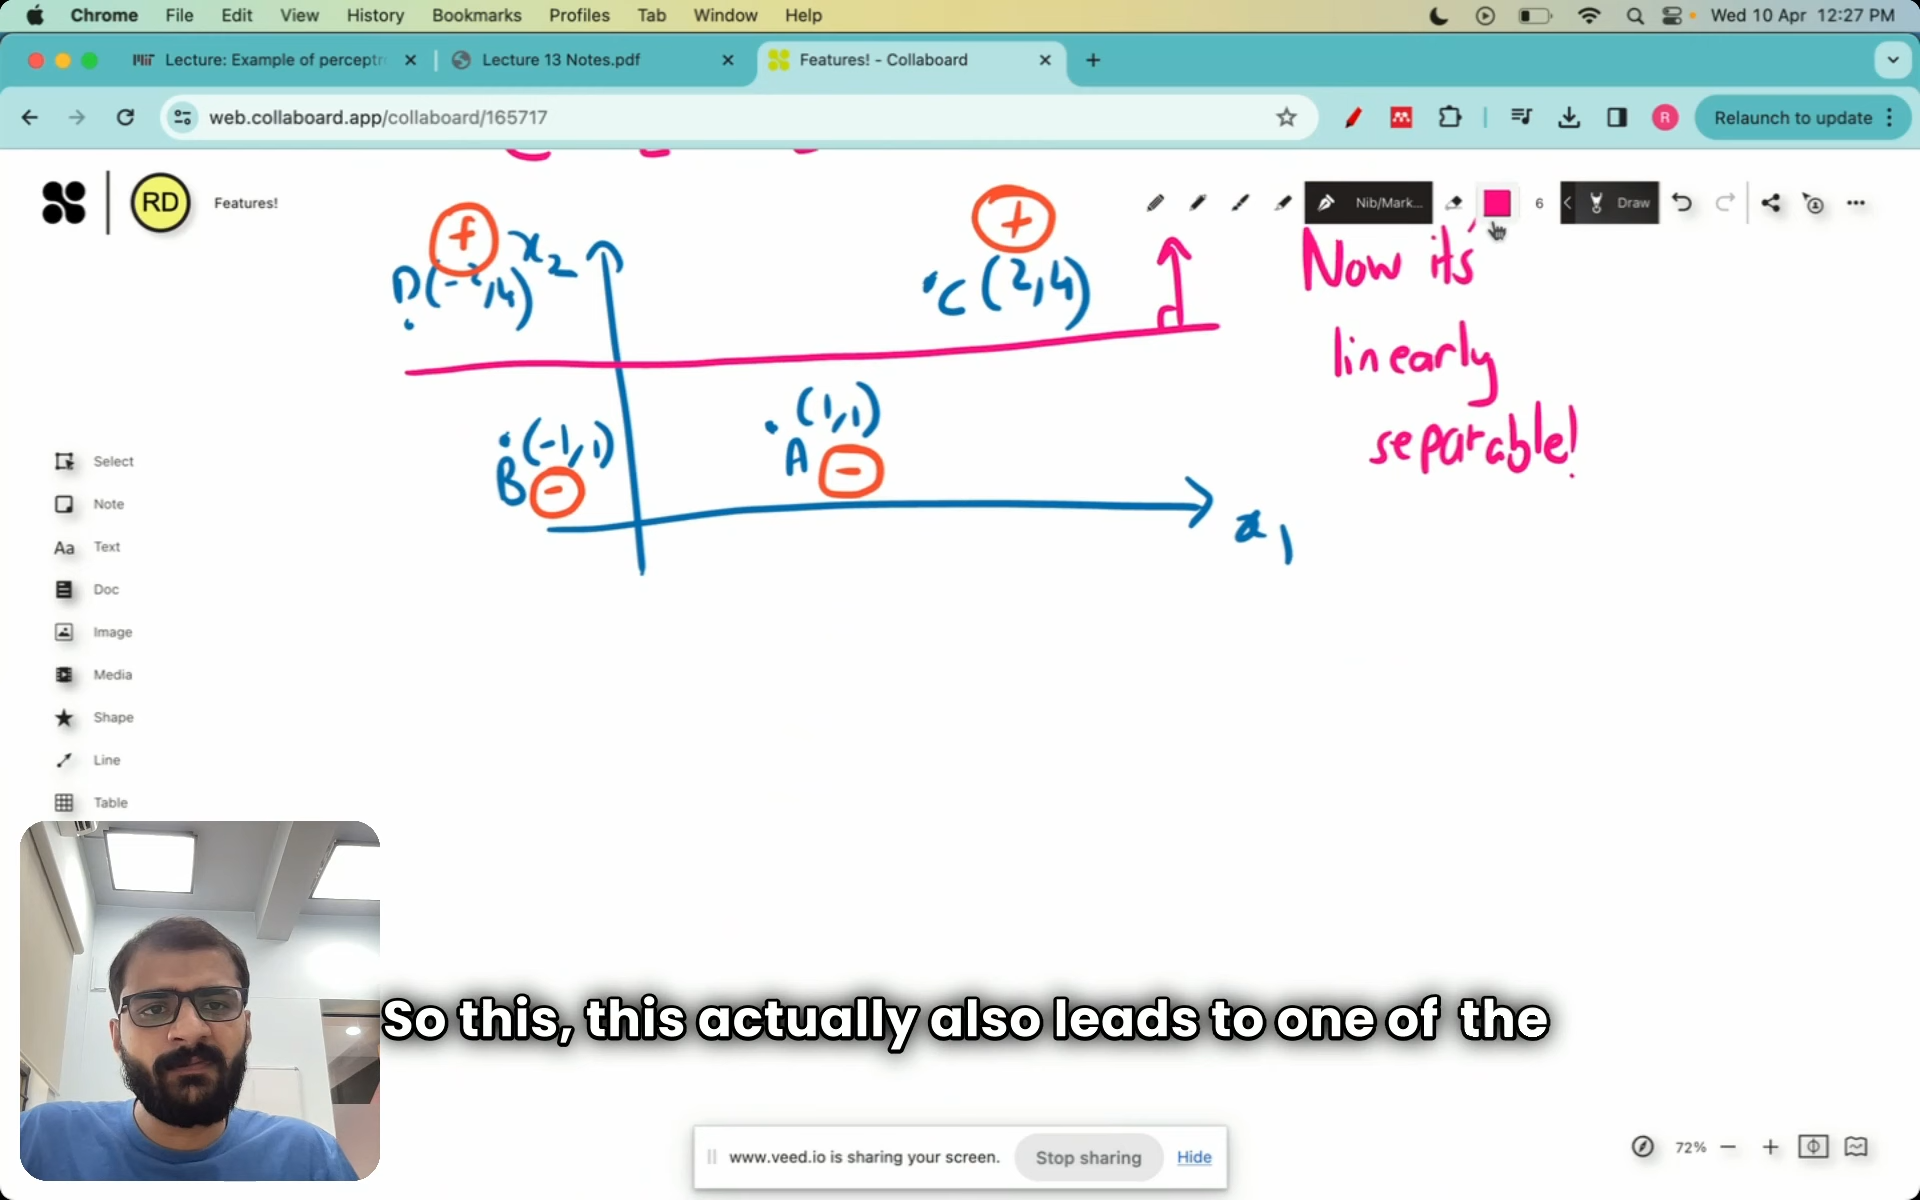 Chrome File Edit View History Bookmarks Profiles Tab Window Help Wed 10 Apr 12:27 PM
MIT Lecture: Example of perceptr Lecture 13 Notes.pdf Features! - Collaboard
web.collaboard.app/collaboard/165717 R Relaunch to update
RD Features! Nib/Mark... 6 Draw
+ x₂ +
D(-2,4) C(2,4)
Now its'
linearly
separable!
(-1,1) (1,1)
B - A -
x₁
Select
Note
Aa Text
Doc
Image
Media
Shape
Line
Table
So this, this actually also leads to one of the
www.veed.io is sharing your screen. Stop sharing Hide
72%